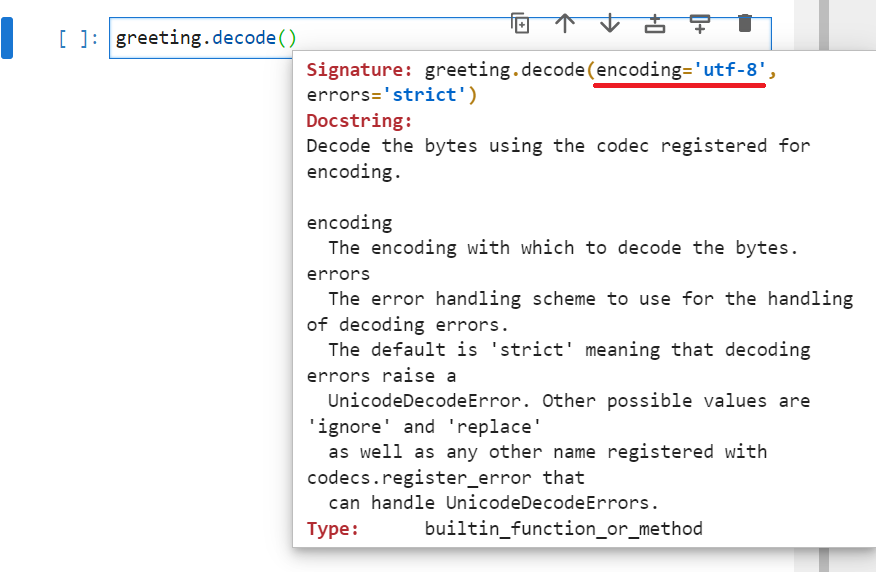 [ ]: greeting.decode()
Signature: greeting.decode(encoding='utf-8',
errors='strict')
Docstring:
Decode the bytes using the codec registered for
encoding.
encoding
The encoding with which to decode the bytes.
errors
The error handling scheme to use for the handling
of decoding errors.
The default is 'strict' meaning that decoding
errors raise a
UnicodeDecodeError. Other possible values are
'ignore' and 'replace'
as well as any other name registered with
codecs.register_error that
can handle UnicodeDecodeErrors.
Type: builtin_function_or_method